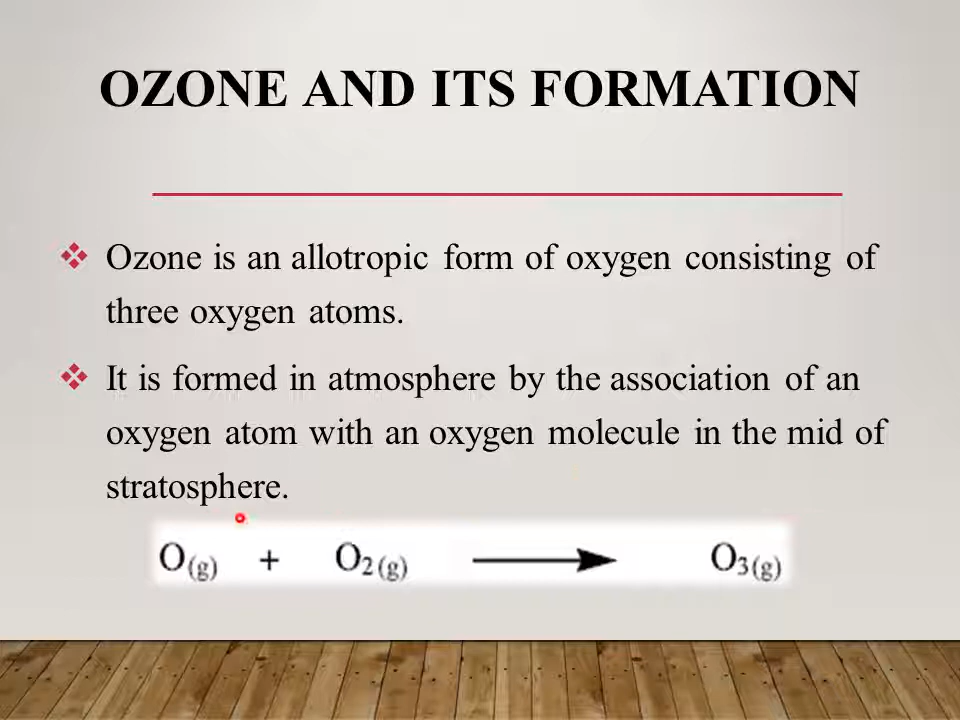 OZONE AND ITS FORMATION
Ozone is an allotropic form of oxygen consisting of
three oxygen atoms.
It is formed in atmosphere by the association of an
oxygen atom with an oxygen molecule in the mid of
stratosphere.
O(g) + O2(g) ⟶ O3(g)